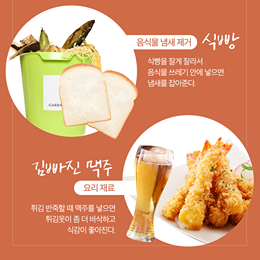 음식물 냄새 제거
식빵
식빵을 잘게 잘라서
음식물 쓰레기 안에 넣으면
냄새를 잡아준다.
GARBA
김빠진 맥주
요리 재료
튀김 반죽할 때 맥주를 넣으면
튀김옷이 좀 더 바삭하고
식감이 좋아진다.